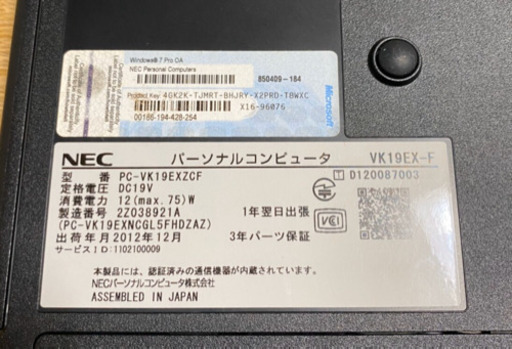 Windows® 7 Pro OA
NEC Personal Computers
850409-184
Product Key: 4GK2K-TJMRT-BHJRY-X2PRD-TBWXC
X16-96076
00186-194-428-254
Microsoft
NEC パーソナルコンピュータ VK19EX-F
型 番 PC-VK19EXZCF
T D120087003
定格電圧 DC19V
消費電力 12(max.75)W
製造番号 2Z038921A
1年翌日出張
VCCI
(PC-VK19EXNCGL5FHDZAZ)
出荷年月 2012年12月
3年パーツ保証
サービスID:1102100009
本製品には、認証済みの通信機器が内蔵されています。
NECパーソナルコンピュータ株式会社
ASSEMBLED IN JAPAN